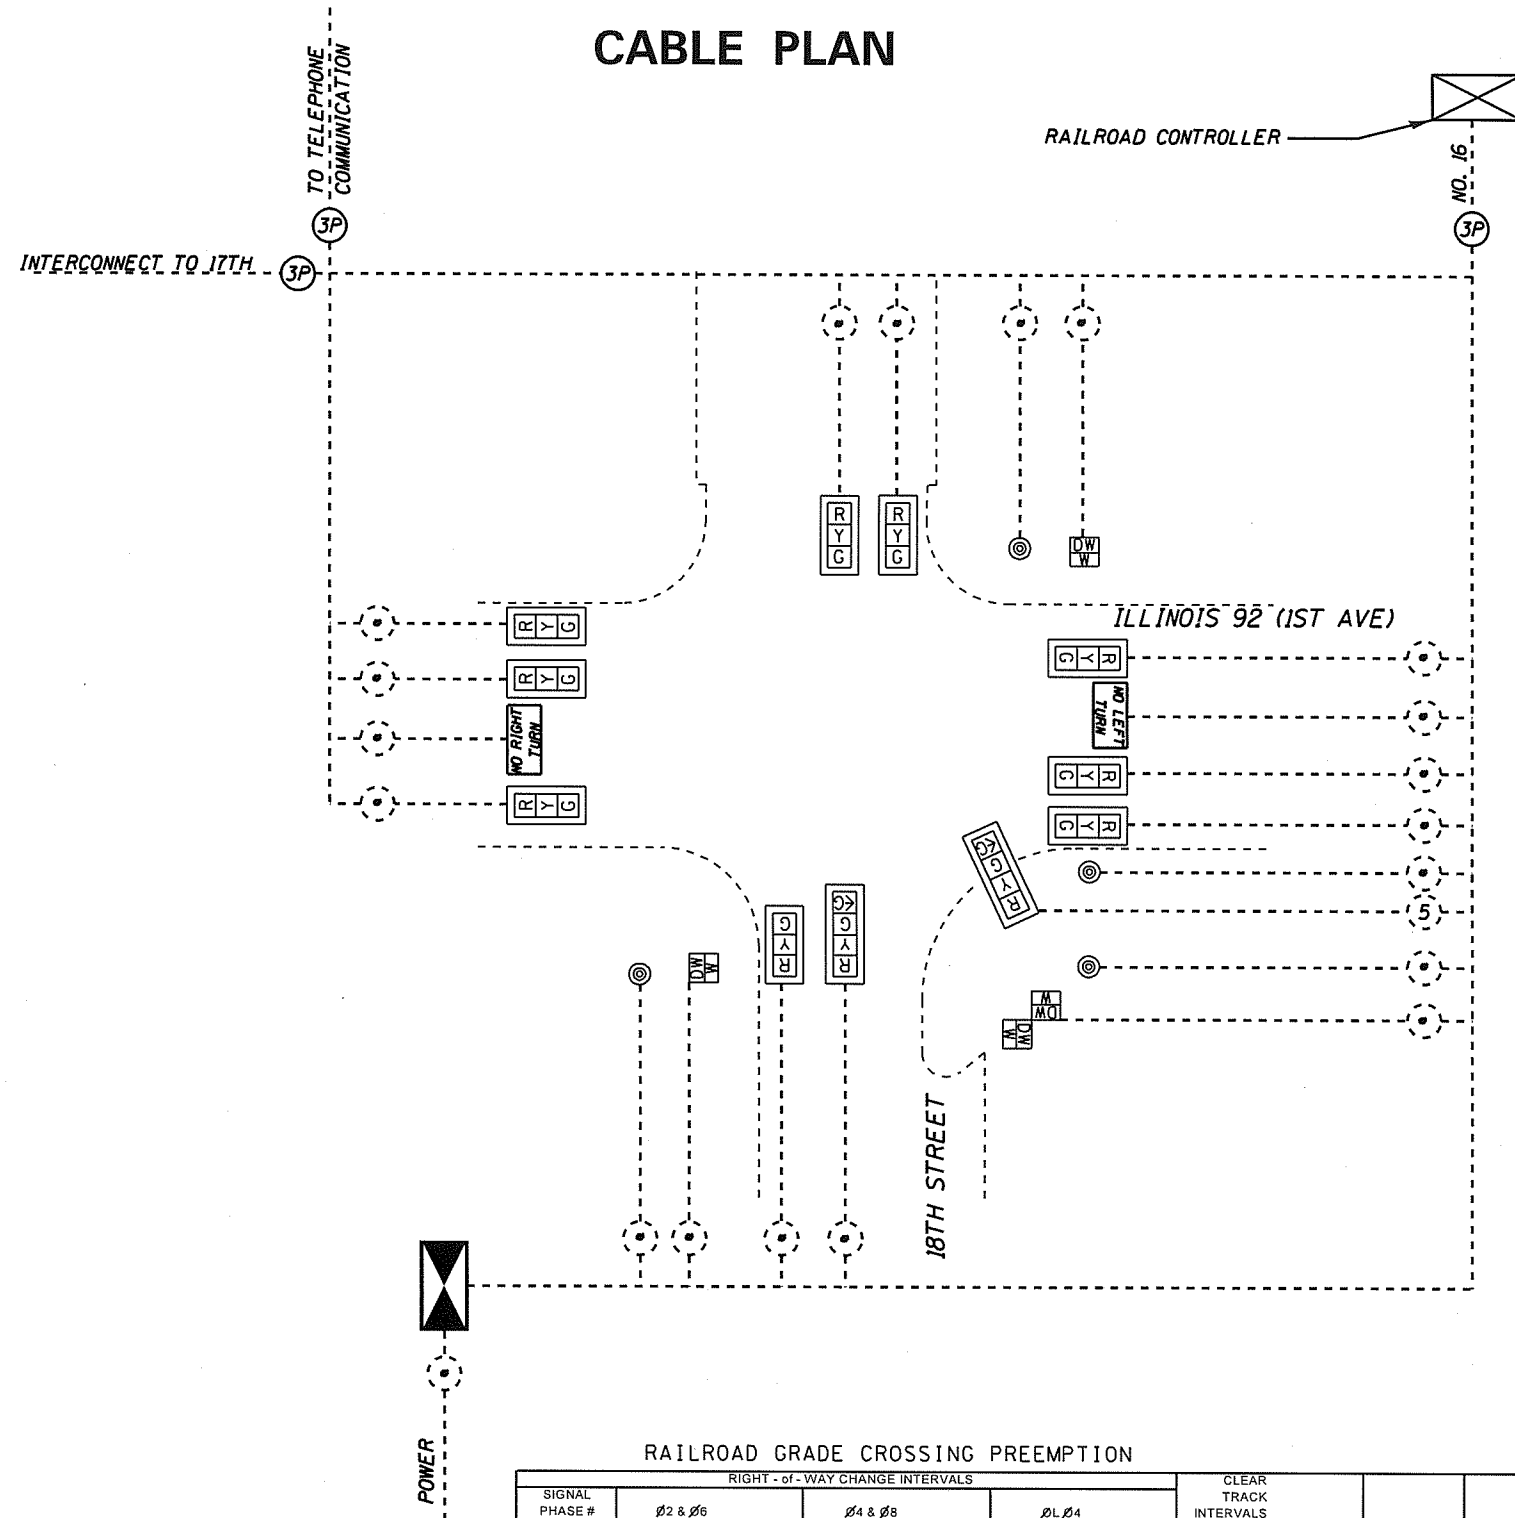 CABLE PLAN
TO TELEPHONE
COMMUNICATION
RAILROAD CONTROLLER
NO. 16
3P
3P
INTERCONNECT TO 17TH
3P
R
Y
G
R
Y
G
DW
W
ILLINOIS 92 (1ST AVE)
R Y G
R Y G
NO RIGHT
TURN
R Y G
R Y G
NO LEFT
TURN
R Y G
R Y G
R Y G <G
5
R Y G
R Y G <G
DW
W
W
DW
DW
W
18TH STREET
POWER
RAILROAD GRADE CROSSING PREEMPTION
RIGHT - of - WAY CHANGE INTERVALS
SIGNAL
PHASE #
Ø2 & Ø6
Ø4 & Ø8
ØL Ø4
CLEAR
TRACK
INTERVALS